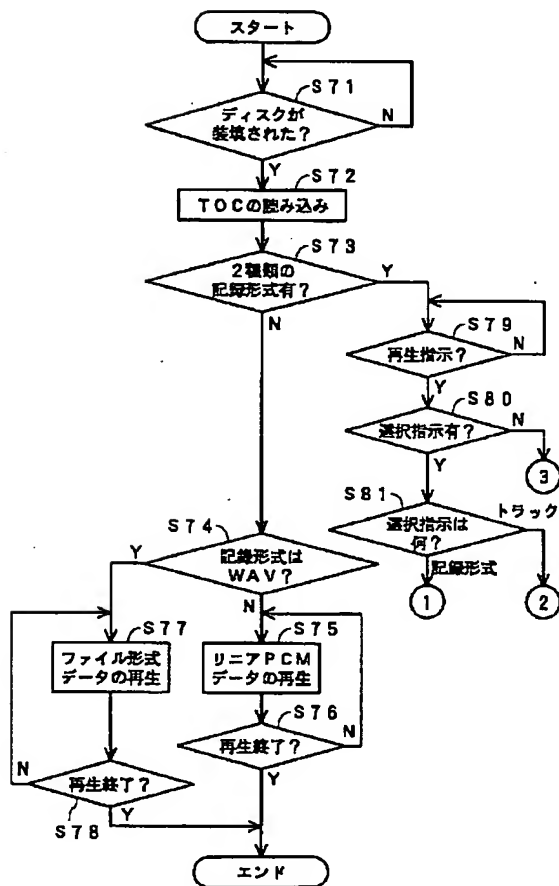 スタート
S71
ディスクが
装填された?
N
Y
S72
TOCの読み込み
S73
2種類の
記録形式有?
Y
N
S79
再生指示?
N
Y
S80
選択指示有?
N
Y
3
S81
選択指示は
何?
トラック
記録形式
1
2
S74
記録形式は
WAV?
Y
N
S77
ファイル形式
データの再生
S75
リニアPCM
データの再生
S76
再生終了?
N
Y
N
再生終了?
Y
S78
エンド